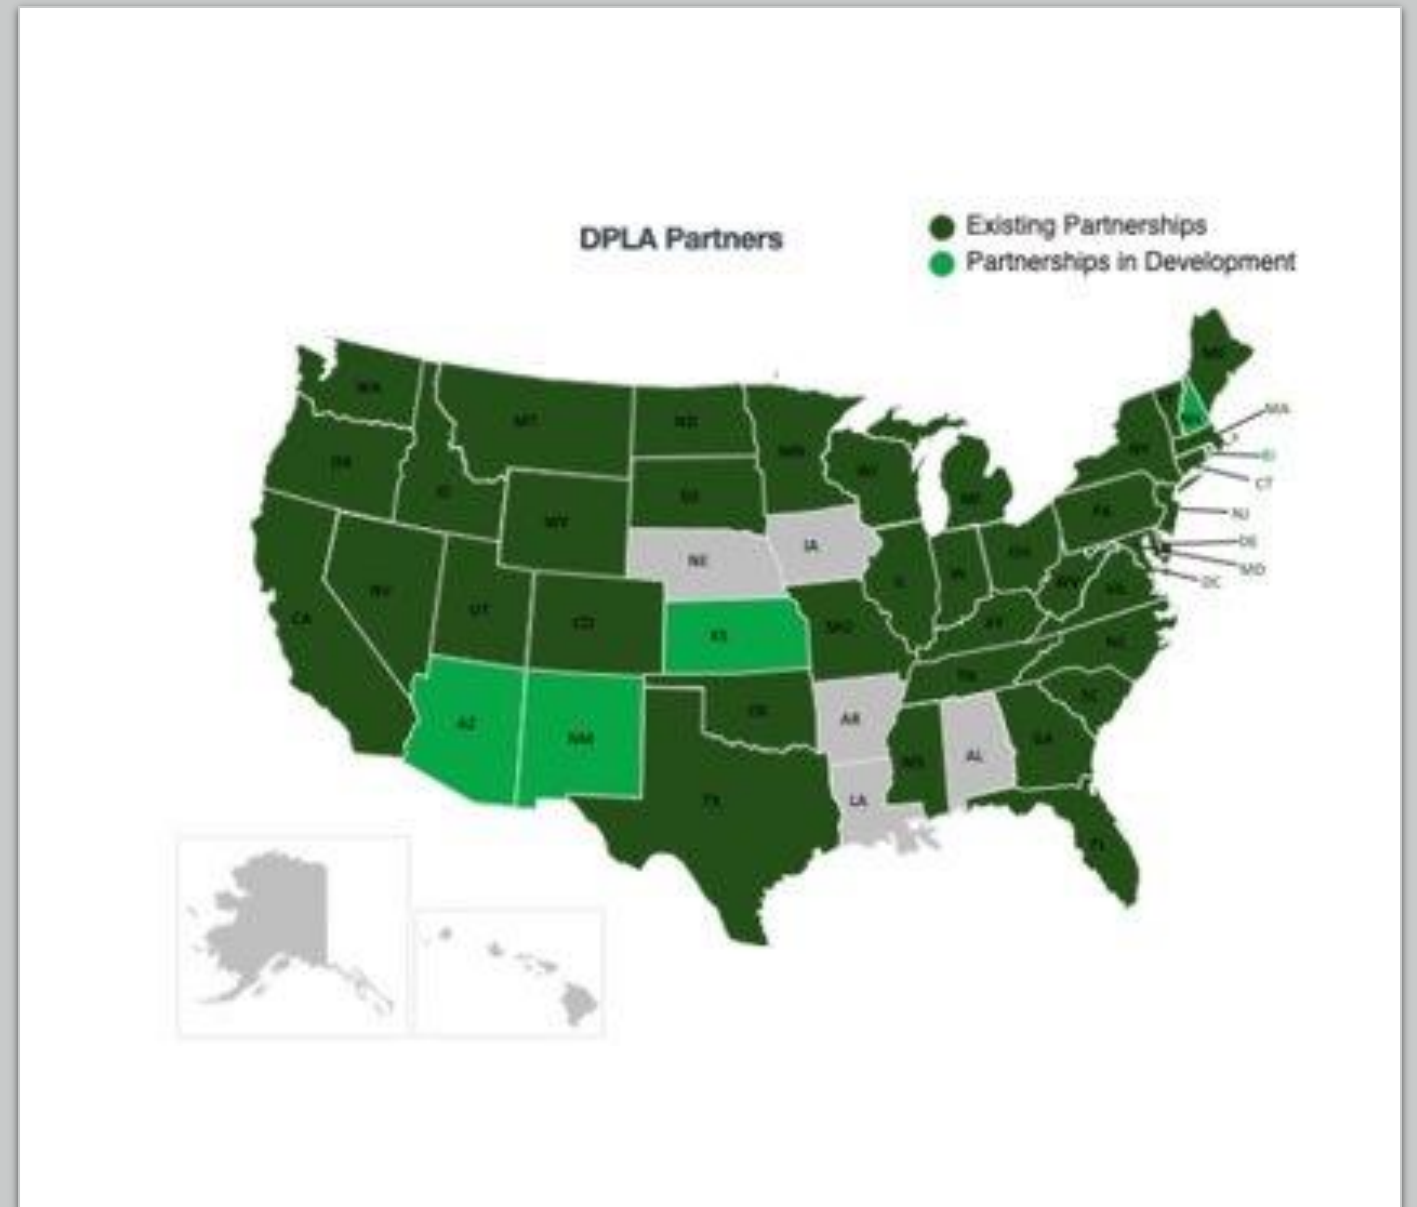 DPLA Partners
Existing Partnerships
Partnerships in Development
ME
WA
MT
ND
MN
MA
OR
ID
SD
WI
MI
NY
RI
CT
WY
PA
NJ
IA
DE
NE
OH
MD
DC
NV
UT
CO
IL
IN
WV
VA
CA
KS
MO
KY
NC
AZ
NM
OK
AR
TN
SC
TX
LA
MS
AL
GA
FL